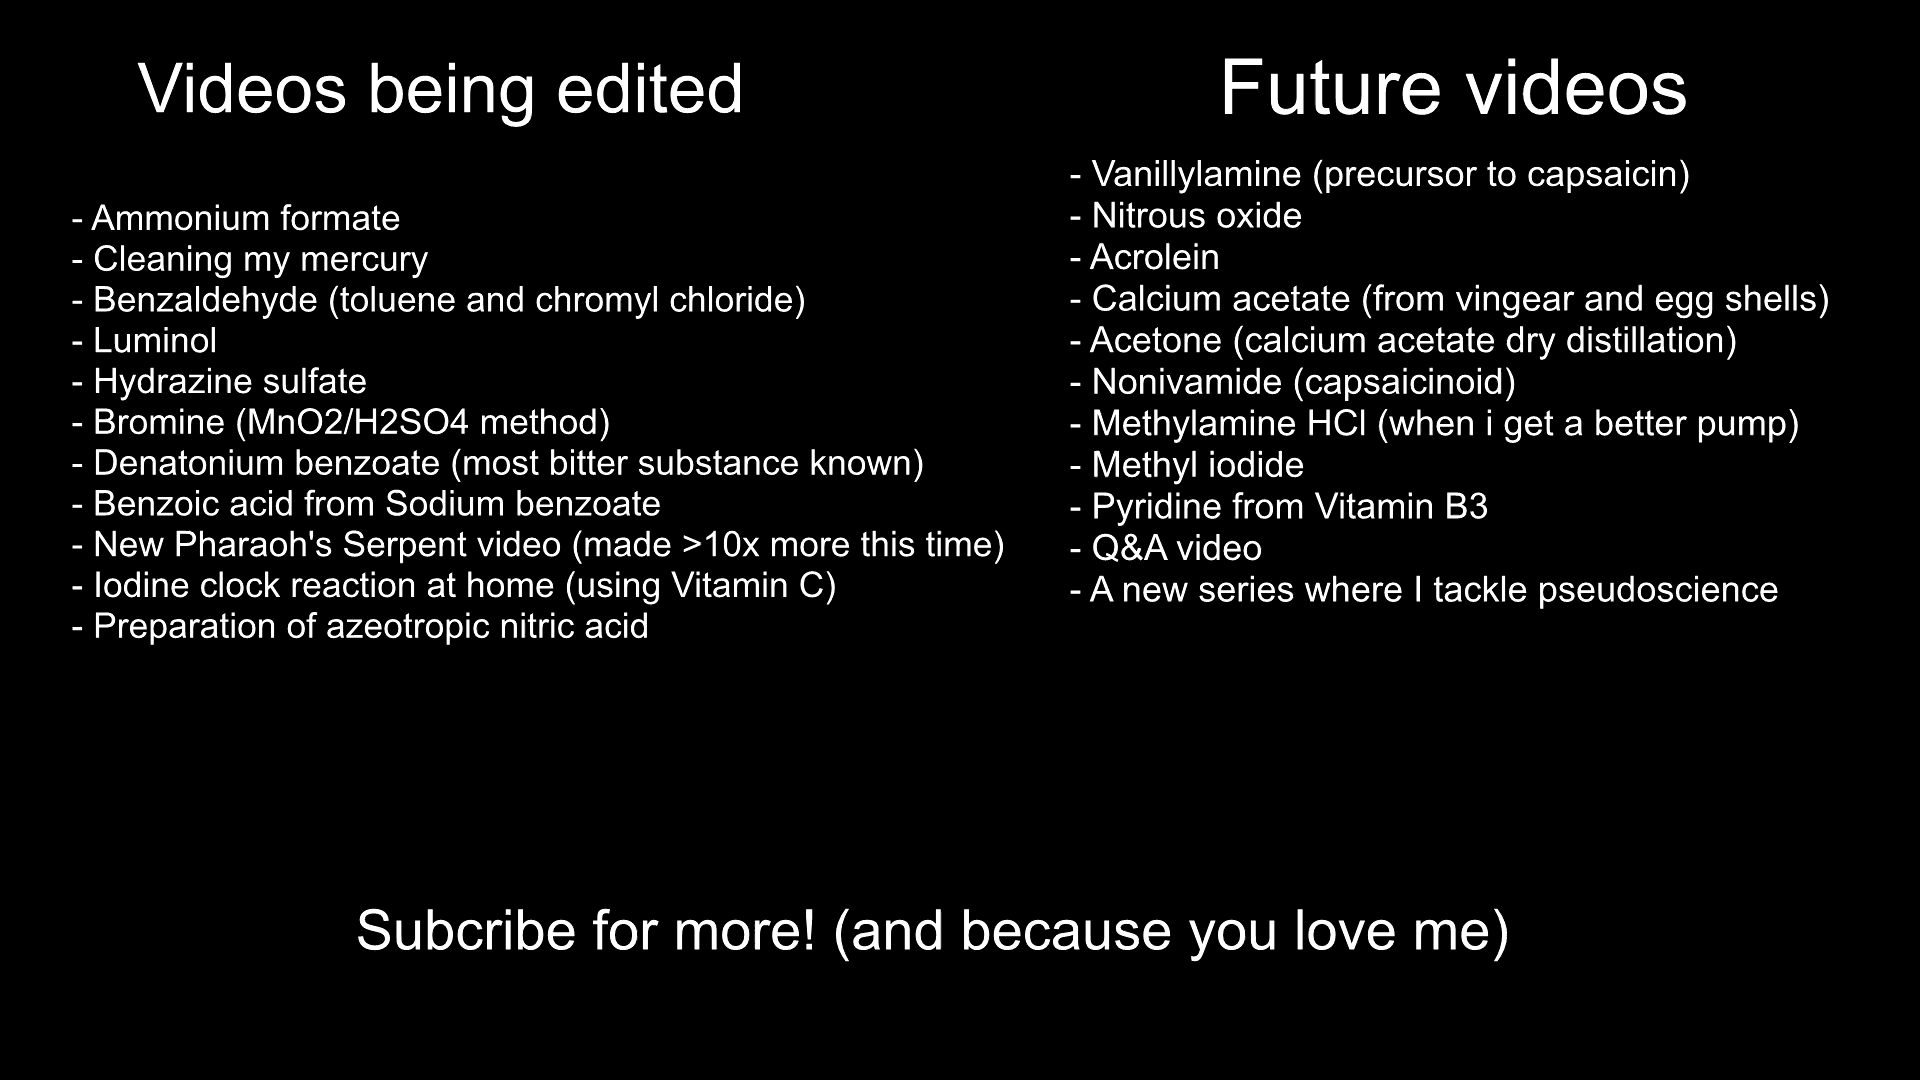 Videos being edited
- Ammonium formate
- Cleaning my mercury
- Benzaldehyde (toluene and chromyl chloride)
- Luminol
- Hydrazine sulfate
- Bromine (MnO2/H2SO4 method)
- Denatonium benzoate (most bitter substance known)
- Benzoic acid from Sodium benzoate
- New Pharaoh's Serpent video (made >10x more this time)
- Iodine clock reaction at home (using Vitamin C)
- Preparation of azeotropic nitric acid
Future videos
- Vanillylamine (precursor to capsaicin)
- Nitrous oxide
- Acrolein
- Calcium acetate (from vingear and egg shells)
- Acetone (calcium acetate dry distillation)
- Nonivamide (capsaicinoid)
- Methylamine HCl (when i get a better pump)
- Methyl iodide
- Pyridine from Vitamin B3
- Q&A video
- A new series where I tackle pseudoscience
Subcribe for more! (and because you love me)